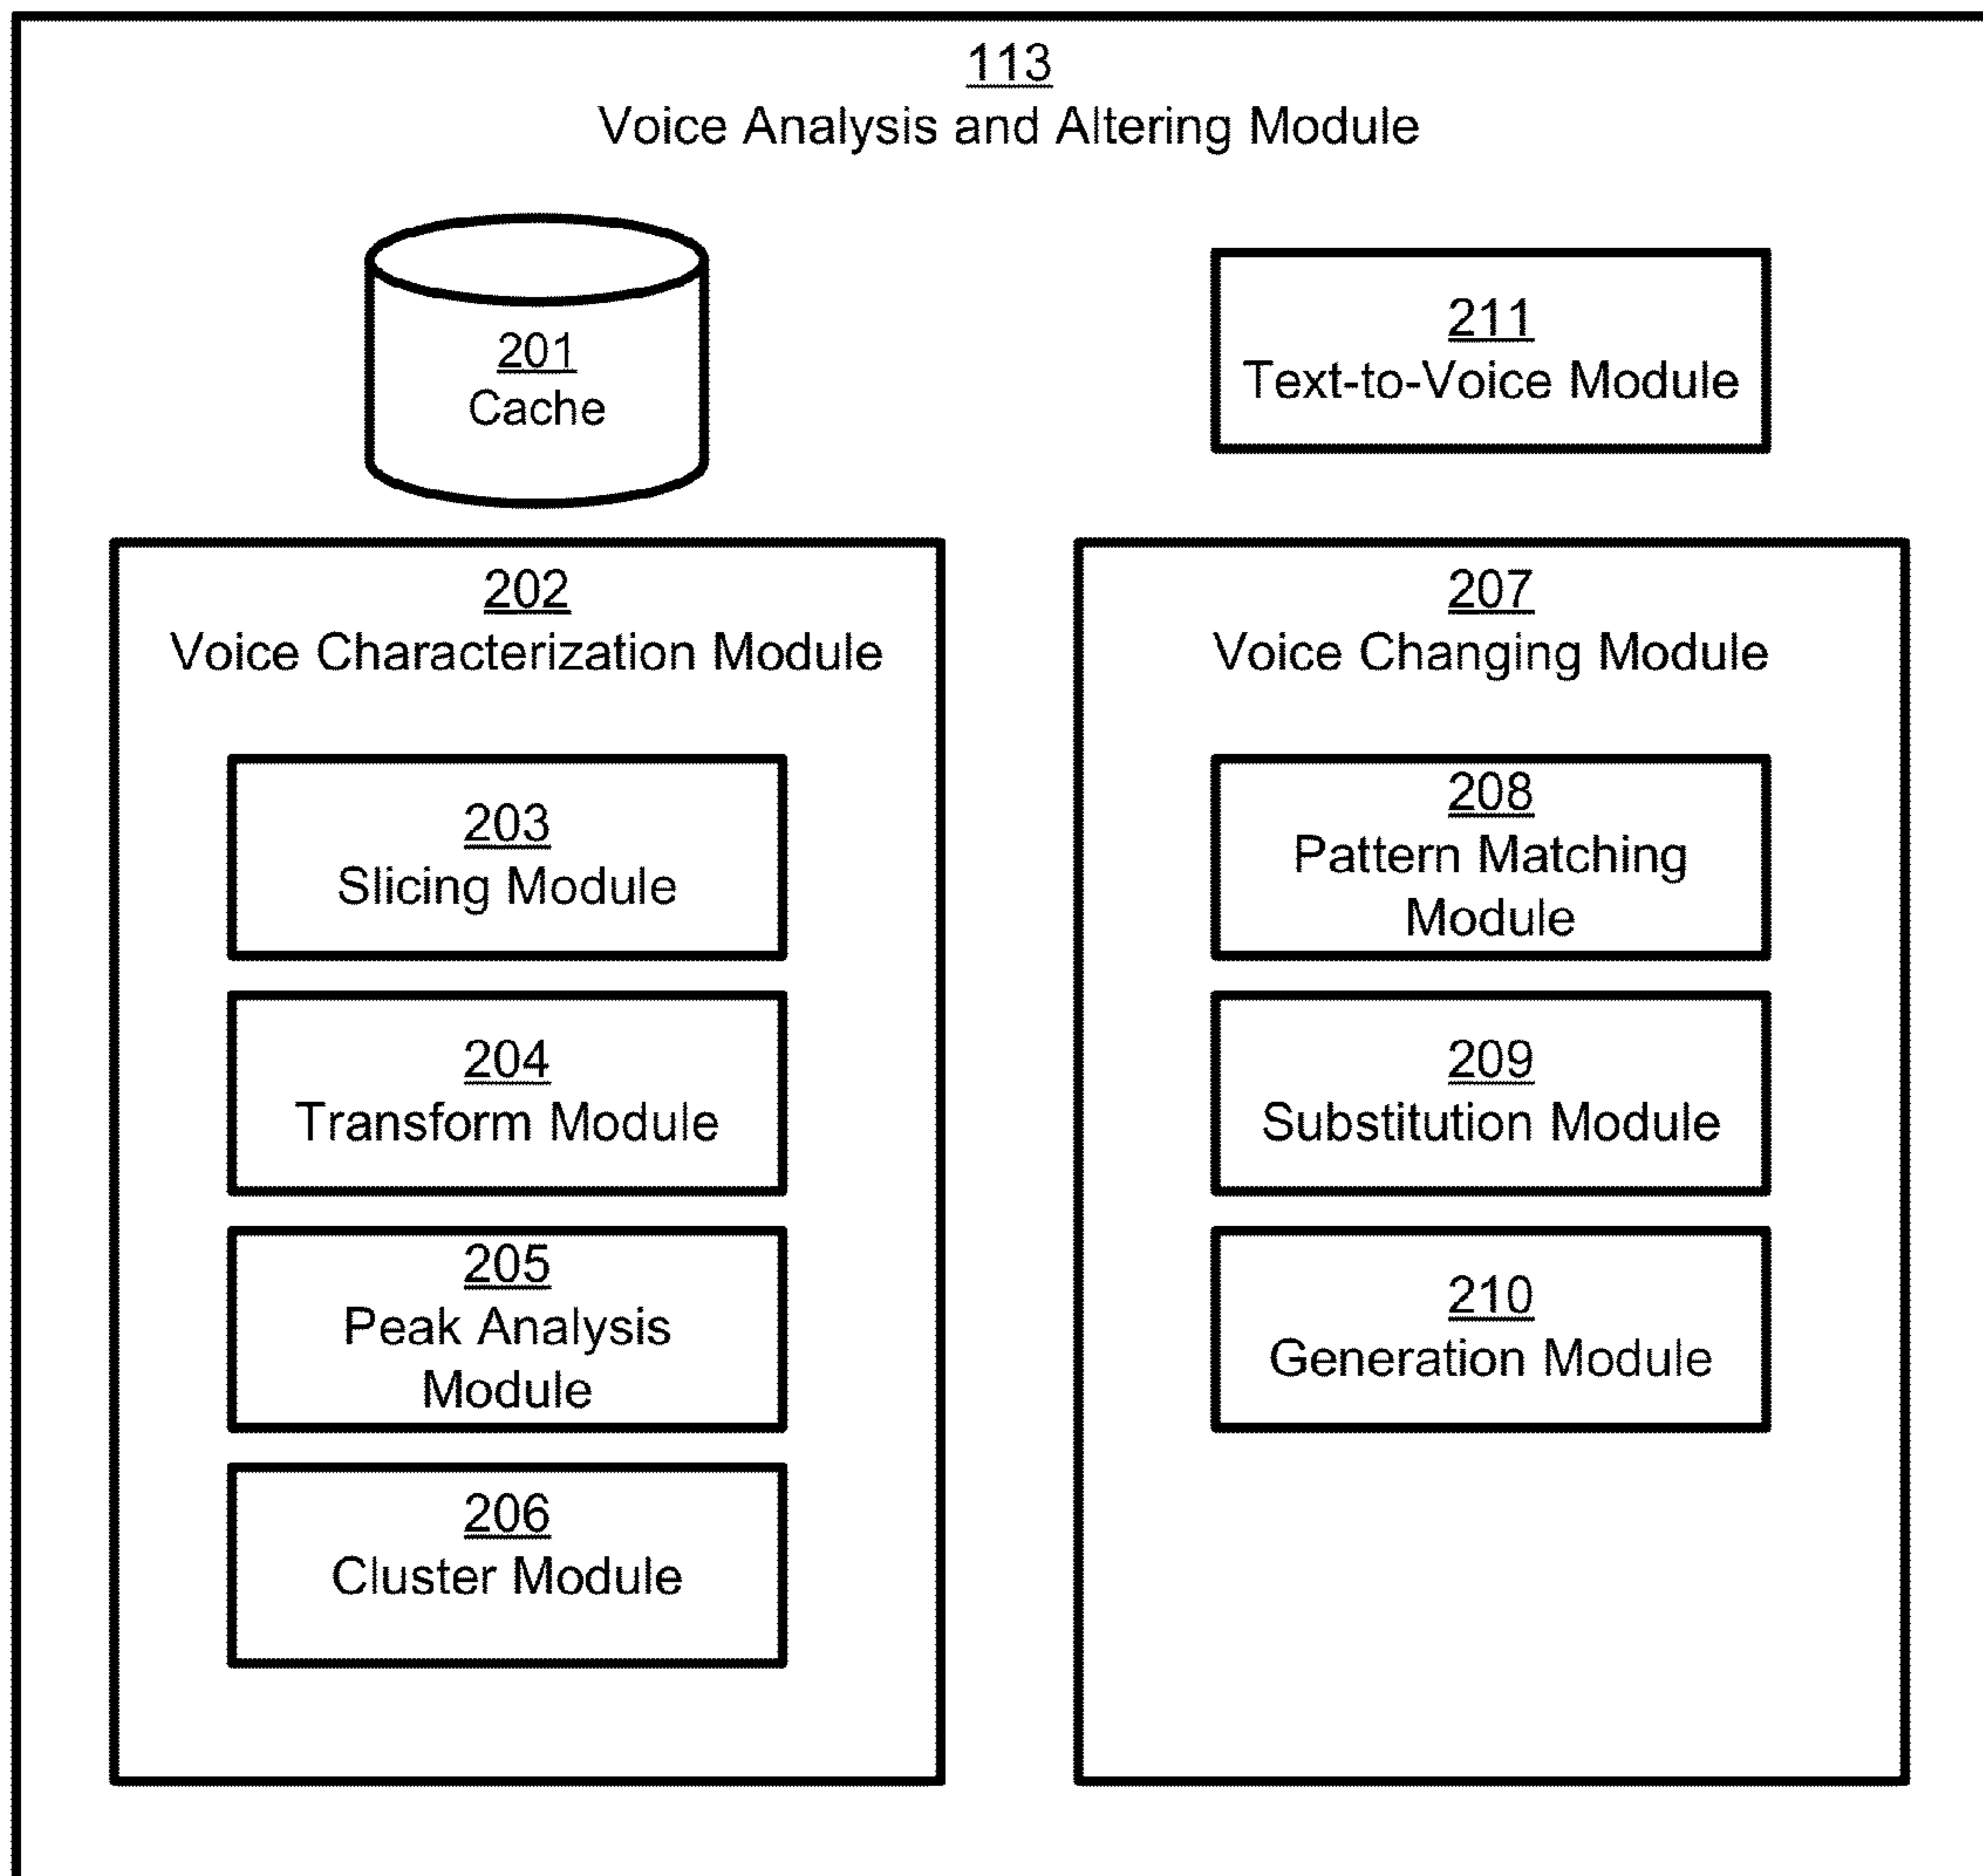 113
Voice Analysis and Altering Module
201
Cache
211
Text-to-Voice Module
202
Voice Characterization Module
203
Slicing Module
204
Transform Module
205
Peak Analysis
Module
206
Cluster Module
207
Voice Changing Module
208
Pattern Matching
Module
209
Substitution Module
210
Generation Module